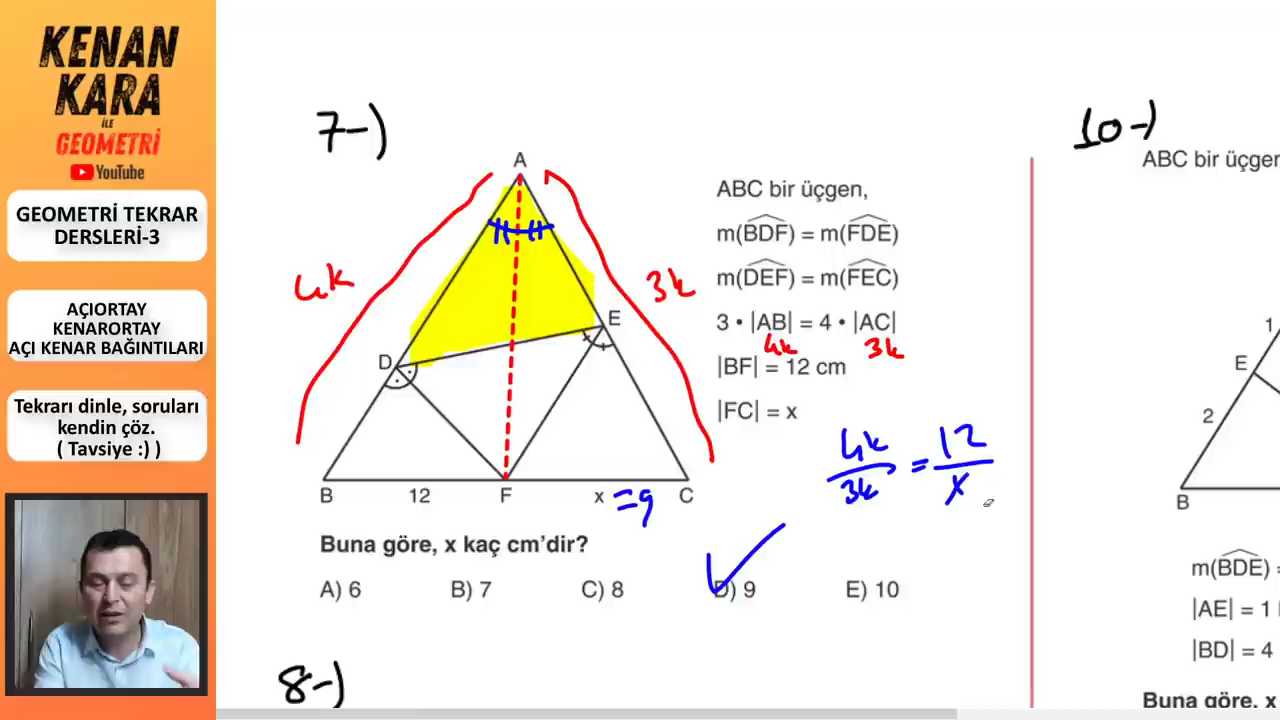 KENAN
KARA
İLE
GEOMETRİ
YouTube
GEOMETRİ TEKRAR
DERSLERİ-3
AÇIORTAY
KENARORTAY
AÇI KENAR BAĞINTILARI
Tekrarı dinle, soruları
kendin çöz.
( Tavsiye :) )
7-)
A
4k
3k
D
E
B
12
F
x
=9
C
ABC bir üçgen,
m(BDF) = m(FDE)
m(DEF) = m(FEC)
3 • |AB| = 4 • |AC|
4k
3k
|BF| = 12 cm
|FC| = x
4k/3k = 12/x
Buna göre, x kaç cm'dir?
A) 6 B) 7 C) 8 D) 9 E) 10
8-)
10-)
ABC bir üçgen
1
E
2
B
m(BDE) =
|AE| = 1
|BD| = 4
Buna göre, x